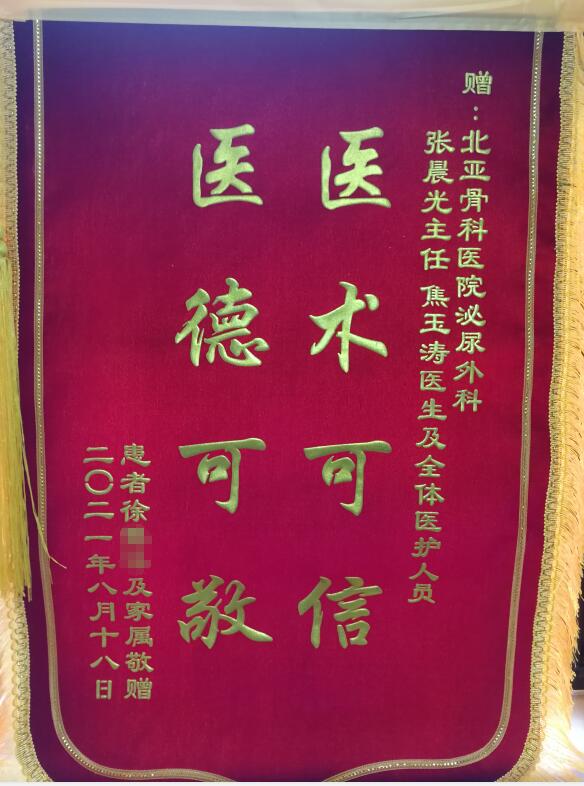 赠：北亚骨科医院泌尿外科
张晨光主任 焦玉涛医生及全体医护人员
医术可信
医德可敬
患者徐及家属敬赠
二〇二一年八月十八日